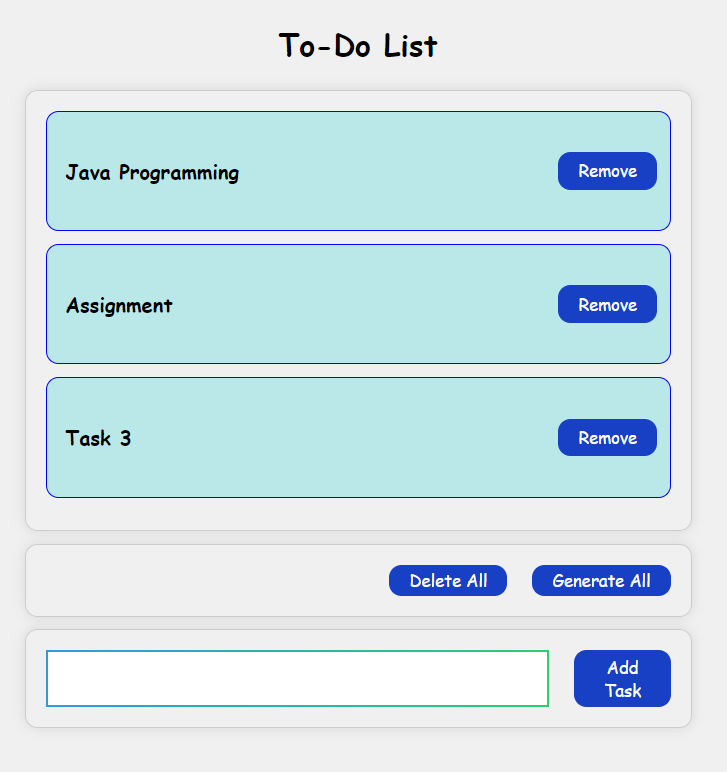 To-Do List
Java Programming
Remove
Assignment
Remove
Task 3
Remove
Delete All
Generate All
Add
Task